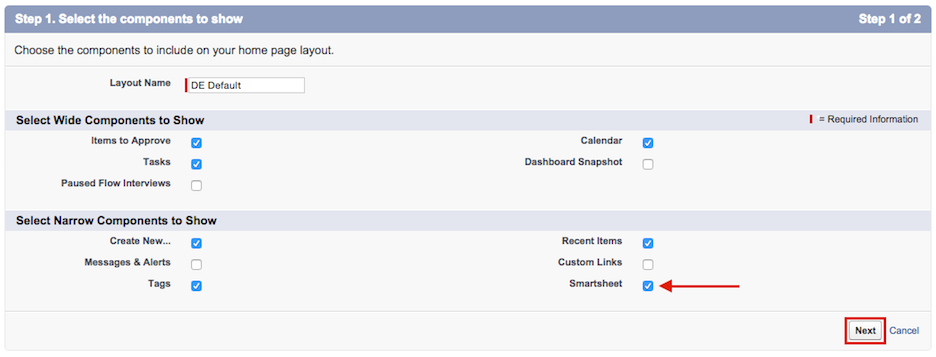 Step 1. Select the components to show Step 1 of 2
Choose the components to include on your home page layout.
Layout Name DE Default
Select Wide Components to Show = Required Information
Items to Approve Calendar
Tasks Dashboard Snapshot
Paused Flow Interviews
Select Narrow Components to Show
Create New... Recent Items
Messages & Alerts Custom Links
Tags Smartsheet
Next Cancel